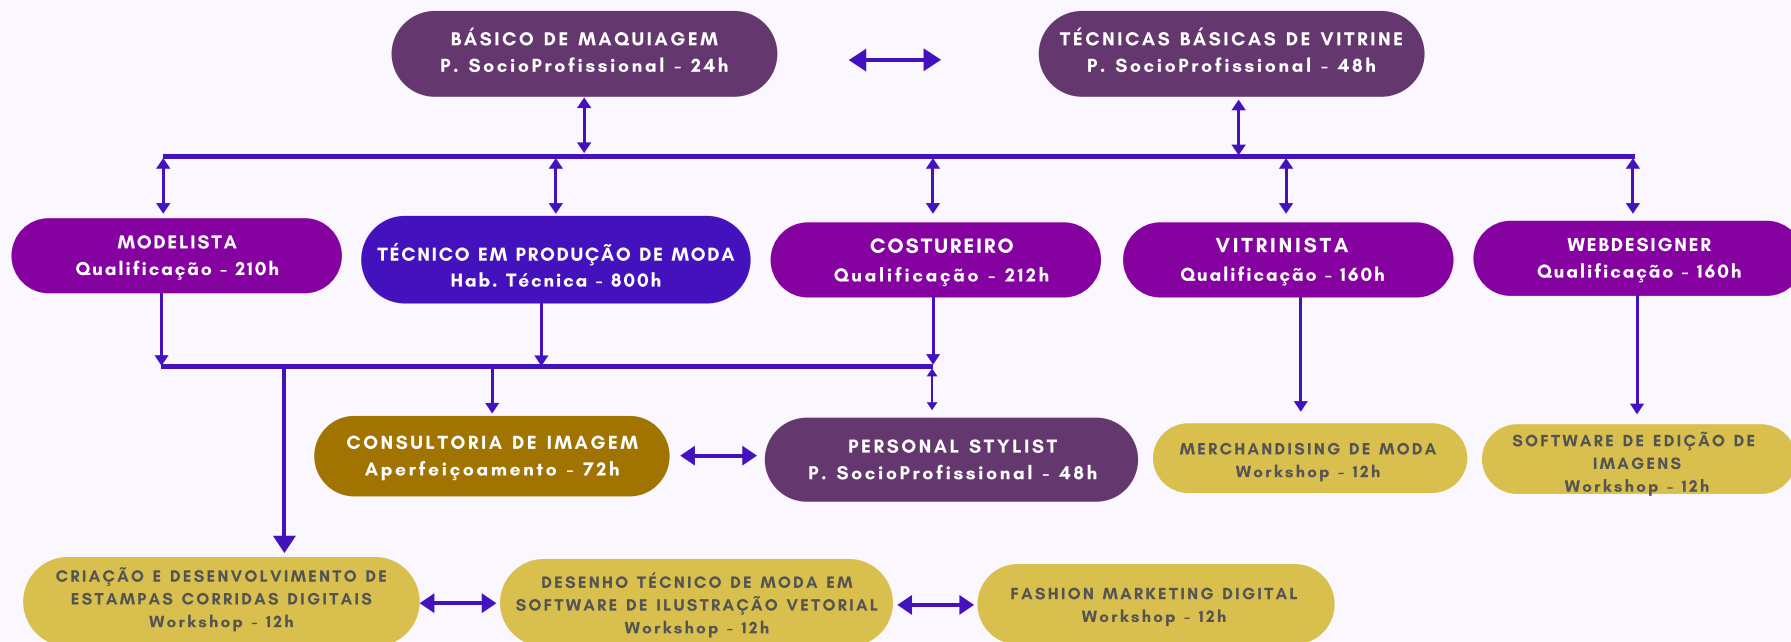 BÁSICO DE MAQUIAGEM
P. SocioProfissional - 24h
TÉCNICAS BÁSICAS DE VITRINE
P. SocioProfissional - 48h
MODELISTA
Qualificação - 210h
TÉCNICO EM PRODUÇÃO DE MODA
Hab. Técnica - 800h
COSTUREIRO
Qualificação - 212h
VITRINISTA
Qualificação - 160h
WEBDESIGNER
Qualificação - 160h
CONSULTORIA DE IMAGEM
Aperfeiçoamento - 72h
PERSONAL STYLIST
P. SocioProfissional - 48h
MERCHANDISING DE MODA
Workshop - 12h
SOFTWARE DE EDIÇÃO DE
IMAGENS
Workshop - 12h
CRIAÇÃO E DESENVOLVIMENTO DE
ESTAMPAS CORRIDAS DIGITAIS
Workshop - 12h
DESENHO TÉCNICO DE MODA EM
SOFTWARE DE ILUSTRAÇÃO VETORIAL
Workshop - 12h
FASHION MARKETING DIGITAL
Workshop - 12h